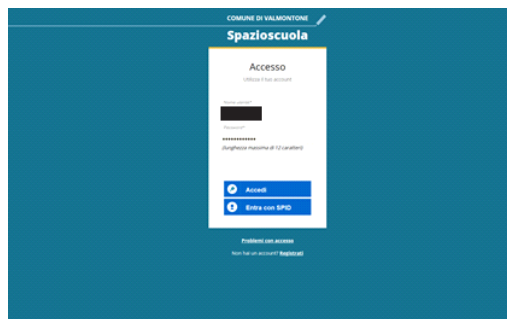 COMUNE DI VALMONTONE
Spazioscuola
Accesso
Utilizza il tuo account
Nome utente*
Password*
••••••••••••
(lunghezza massima di 12 caratteri)
Accedi
Entra con SPID
Problemi con accesso
Non hai un account? Registrati